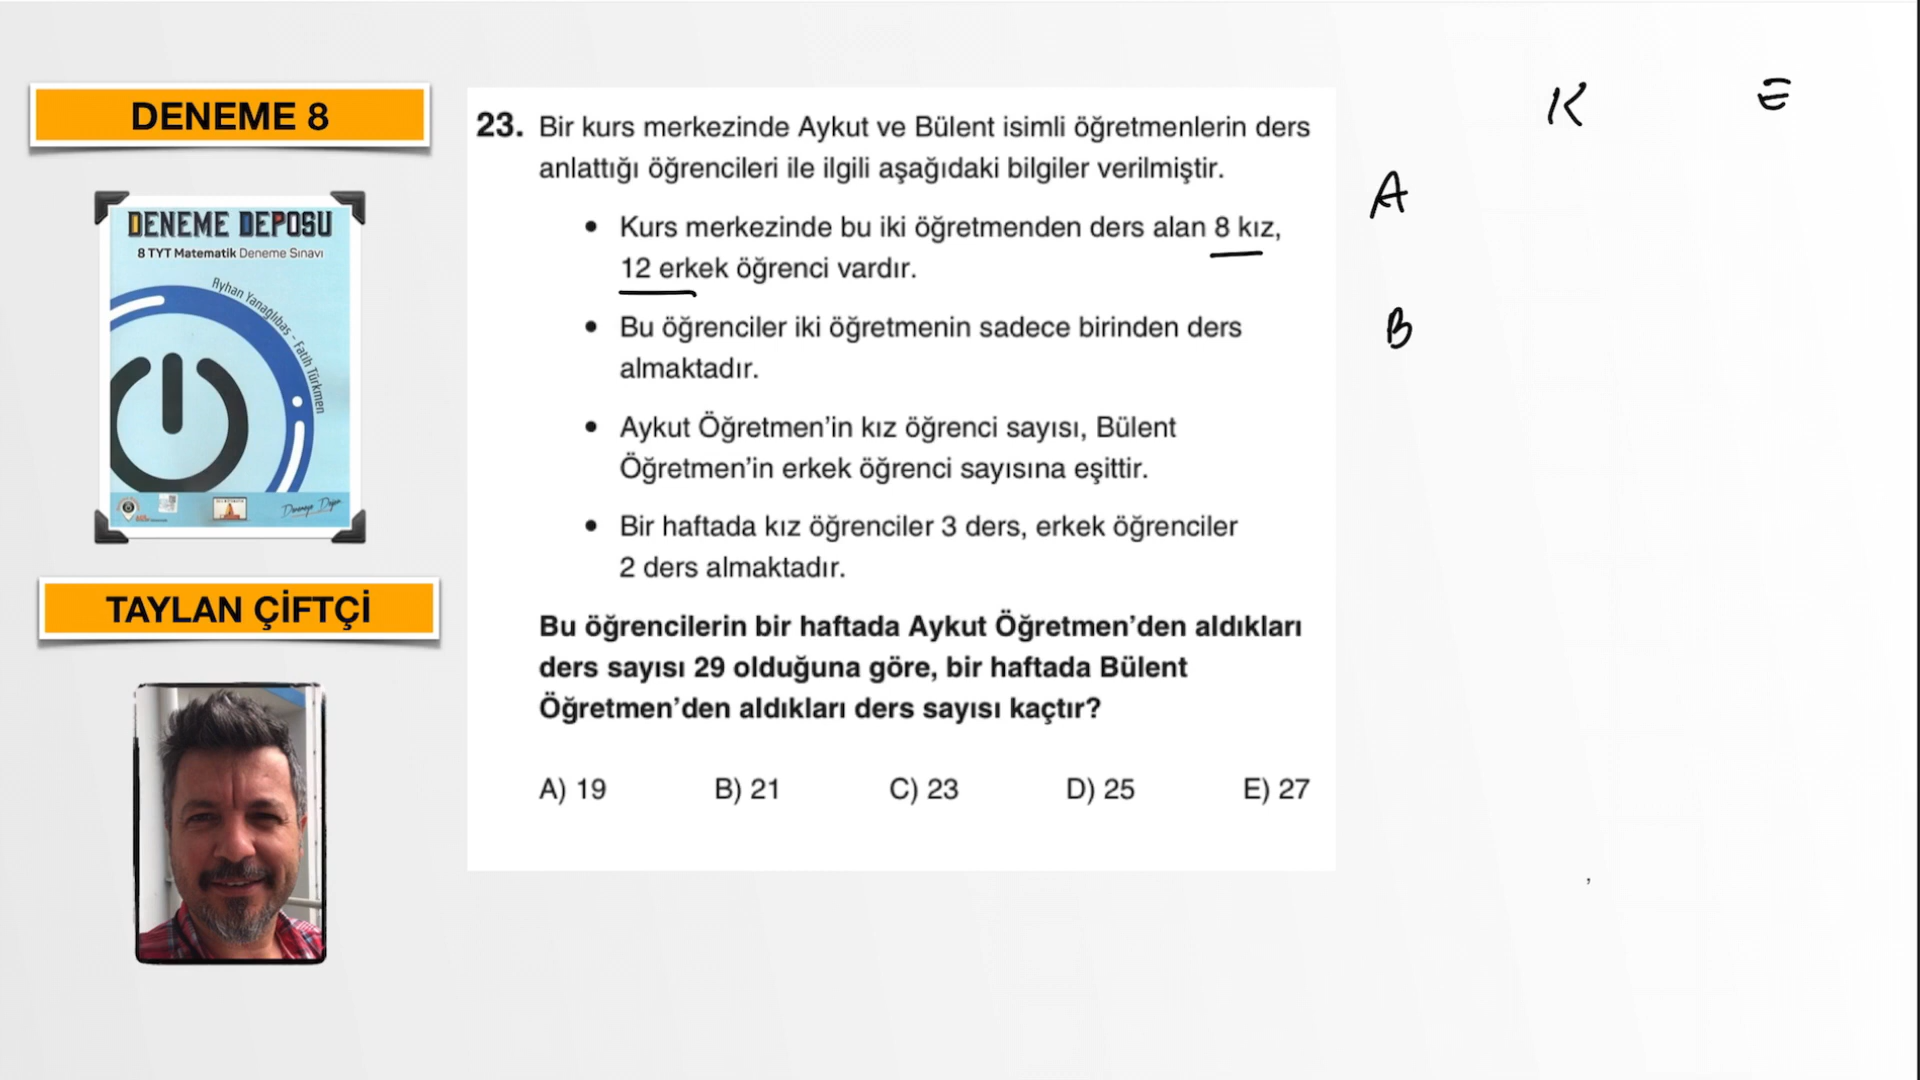 DENEME 8
DENEME DEPOSU
8 TYT Matematik Deneme Sınavı
Ayhan Yanağlıbaş - Fatih Türkmen
TAYLAN ÇİFTÇİ
23. Bir kurs merkezinde Aykut ve Bülent isimli öğretmenlerin ders
anlattığı öğrencileri ile ilgili aşağıdaki bilgiler verilmiştir.
• Kurs merkezinde bu iki öğretmenden ders alan 8 kız,
12 erkek öğrenci vardır.
• Bu öğrenciler iki öğretmenin sadece birinden ders
almaktadır.
• Aykut Öğretmen’in kız öğrenci sayısı, Bülent
Öğretmen’in erkek öğrenci sayısına eşittir.
• Bir haftada kız öğrenciler 3 ders, erkek öğrenciler
2 ders almaktadır.
Bu öğrencilerin bir haftada Aykut Öğretmen’den aldıkları
ders sayısı 29 olduğuna göre, bir haftada Bülent
Öğretmen’den aldıkları ders sayısı kaçtır?
A) 19 B) 21 C) 23 D) 25 E) 27
K E
A
B